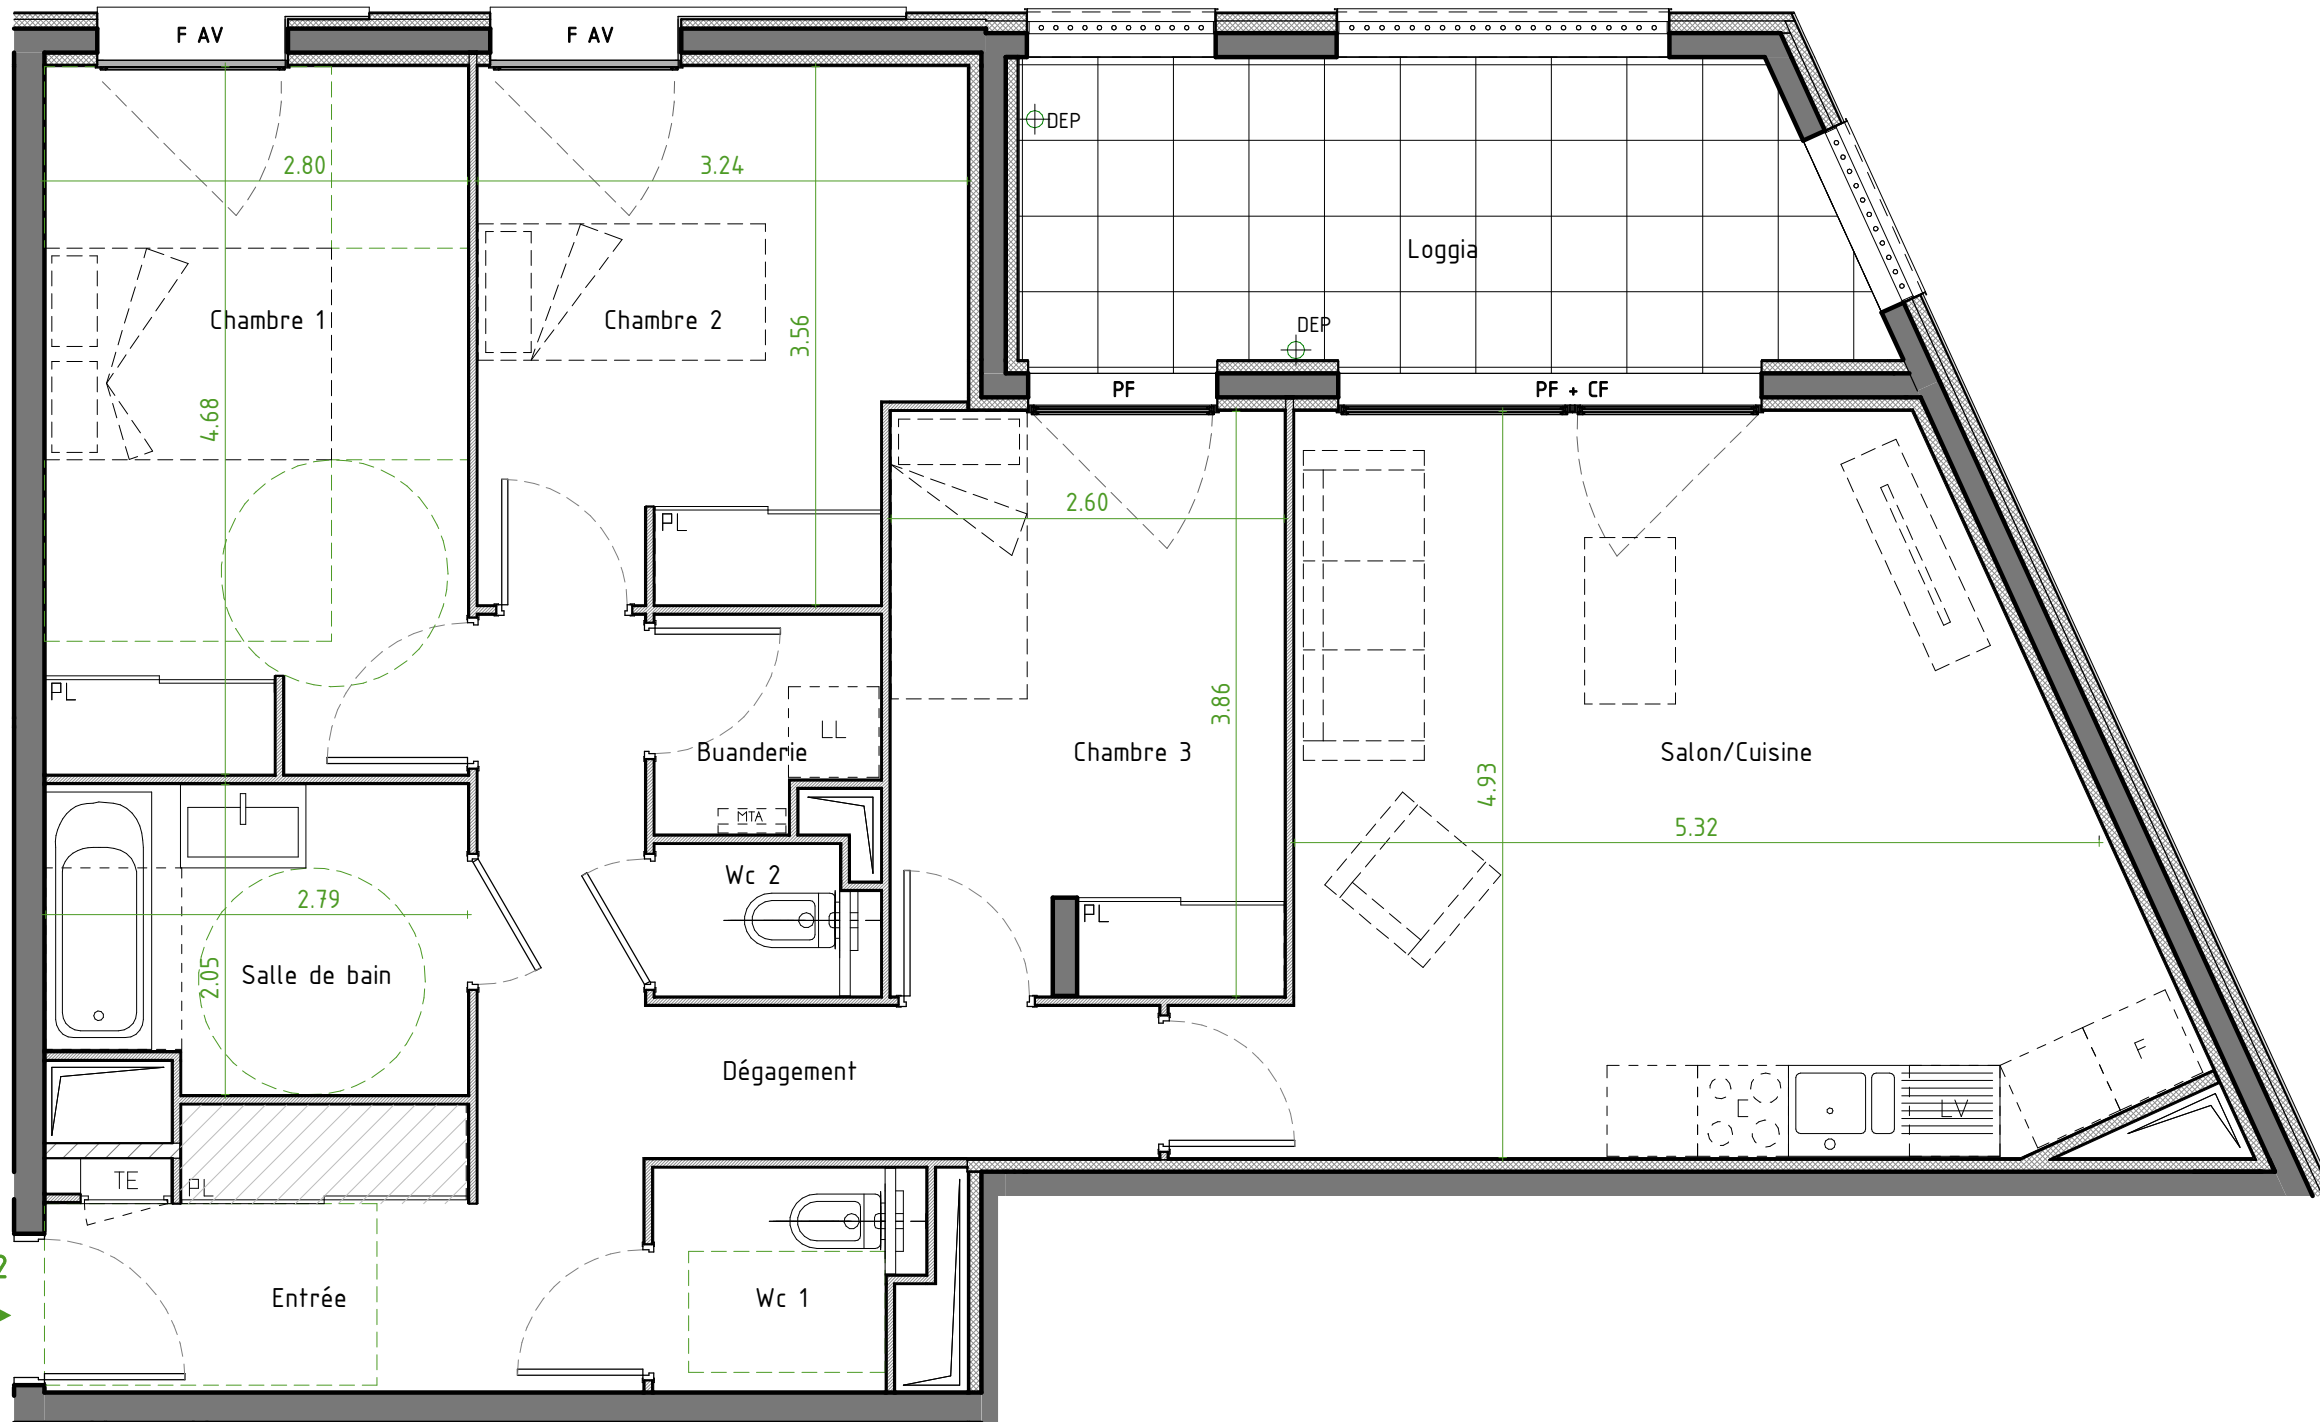 F AV
F AV
DEP
2.80
3.24
Loggia
Chambre 1
Chambre 2
3.56
DEP
PF
PF + CF
4.68
2.60
PL
PL
3.86
LL
Buanderie
Chambre 3
Salon/Cuisine
4.93
MTA
5.32
Wc 2
2.79
PL
Salle de bain
2.05
Dégagement
F
C
LV
TE
PL
2
Entrée
Wc 1